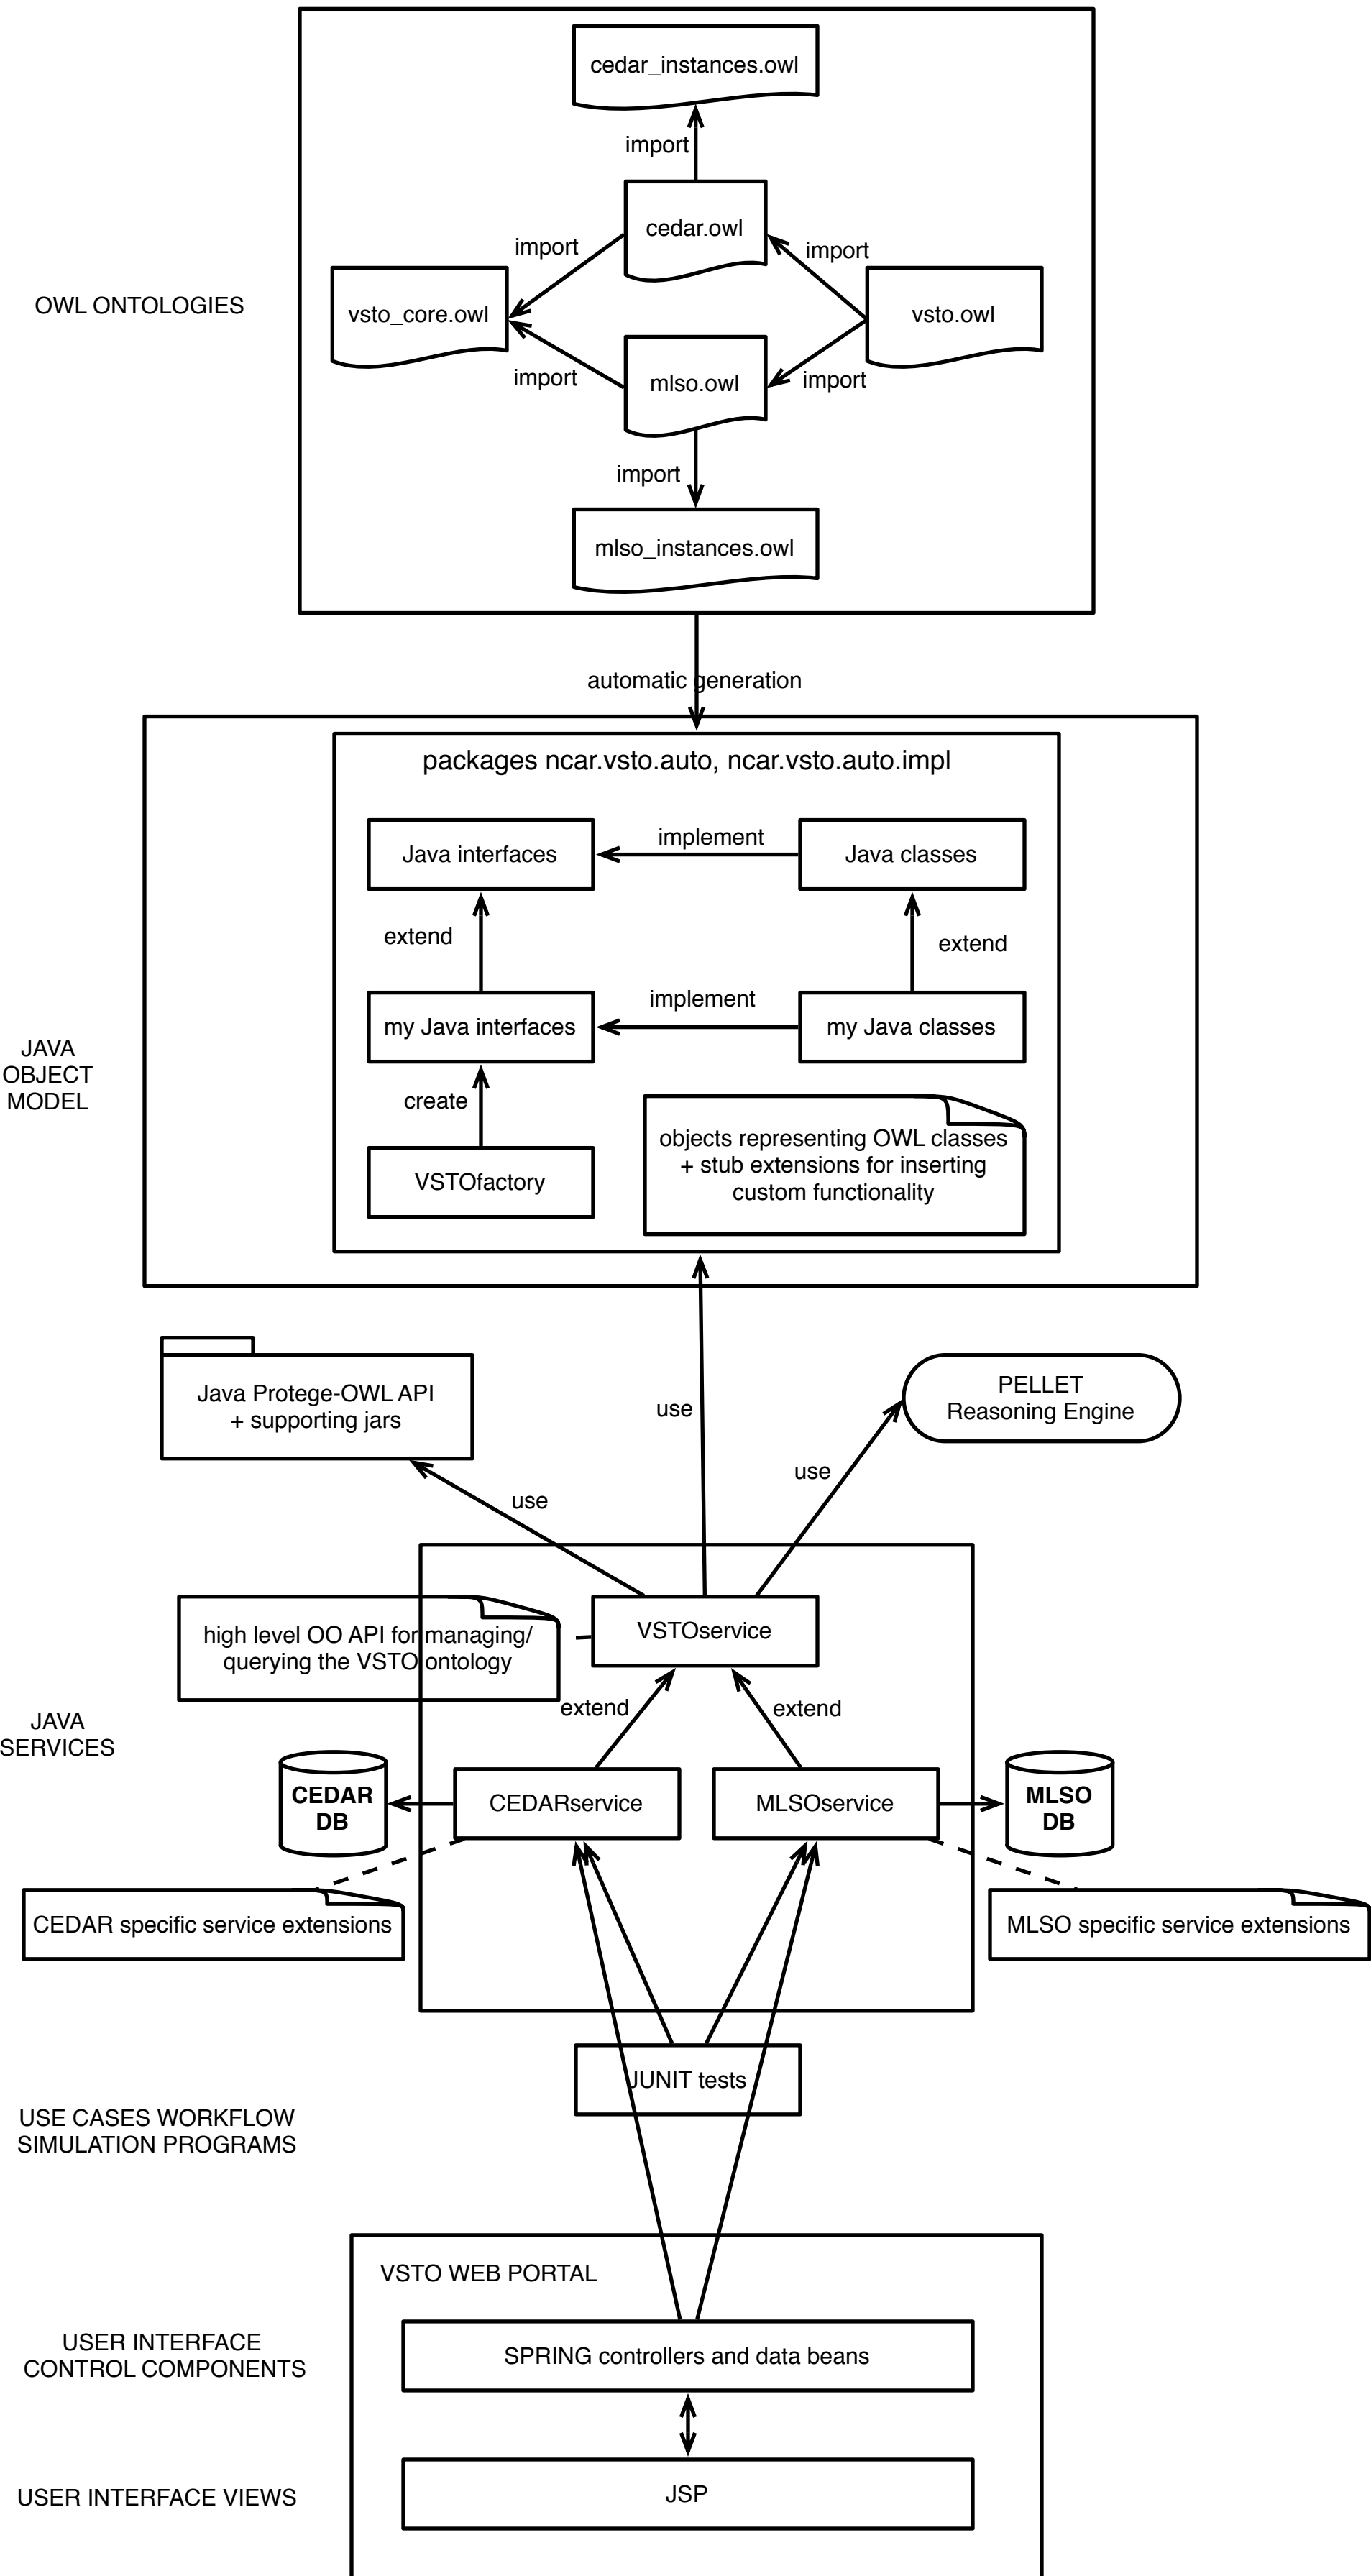 cedar_instances.owl
import
cedar.owl
import
import
OWL ONTOLOGIES
vsto_core.owl
vsto.owl
import
mlso.owl
import
import
mlso_instances.owl
automatic generation
packages ncar.vsto.auto, ncar.vsto.auto.impl
Java interfaces
implement
Java classes
extend
extend
my Java interfaces
implement
my Java classes
JAVA
OBJECT
MODEL
create
VSTOfactory
objects representing OWL classes
+ stub extensions for inserting
custom functionality
Java Protege-OWL API
+ supporting jars
use
PELLET
Reasoning Engine
use
use
high level OO API for managing/
querying the VSTO ontology
VSTOservice
extend
extend
JAVA
SERVICES
CEDAR
DB
CEDARservice
MLSOservice
MLSO
DB
CEDAR specific service extensions
MLSO specific service extensions
JUNIT tests
USE CASES WORKFLOW
SIMULATION PROGRAMS
VSTO WEB PORTAL
USER INTERFACE
CONTROL COMPONENTS
SPRING controllers and data beans
USER INTERFACE VIEWS
JSP